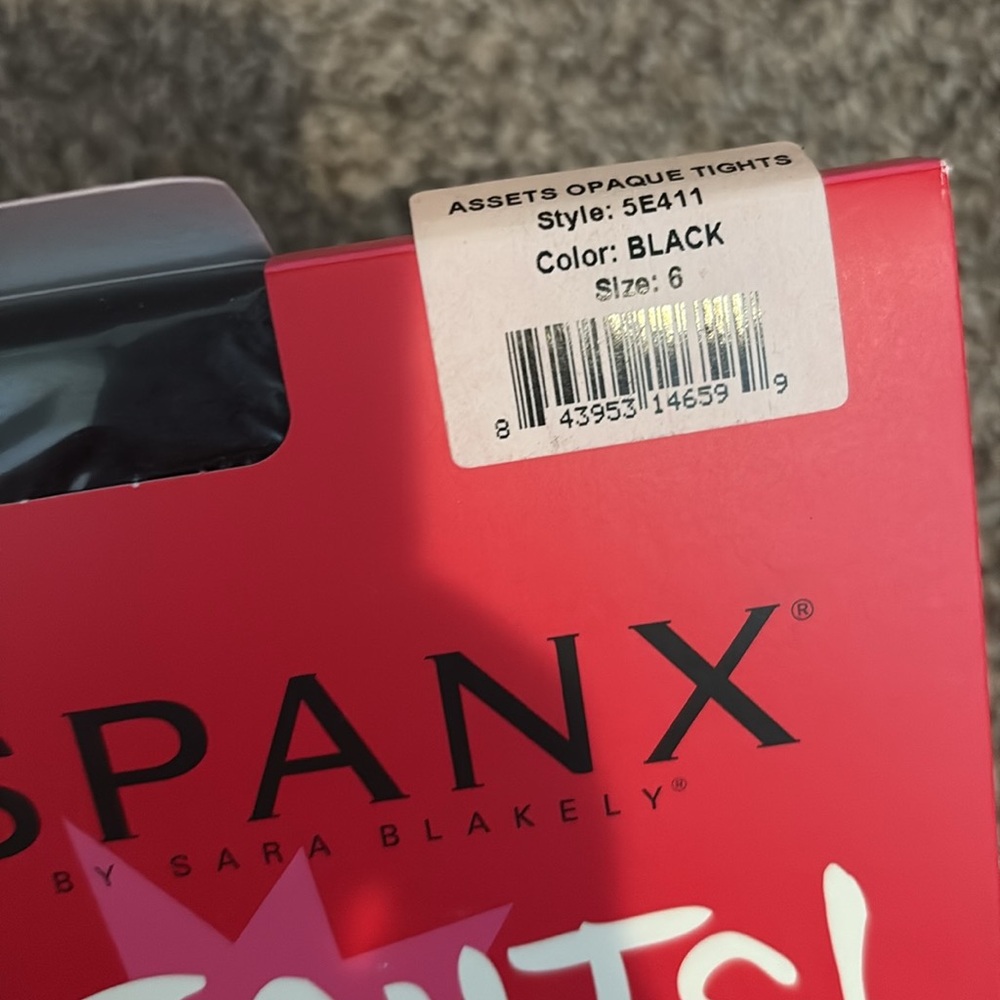 ASSETS OPAQUE TIGHTS
Style: 5E411
Color: BLACK
Size: 6
8 43953 14659 9
SPANX®
BY SARA BLAKELY®